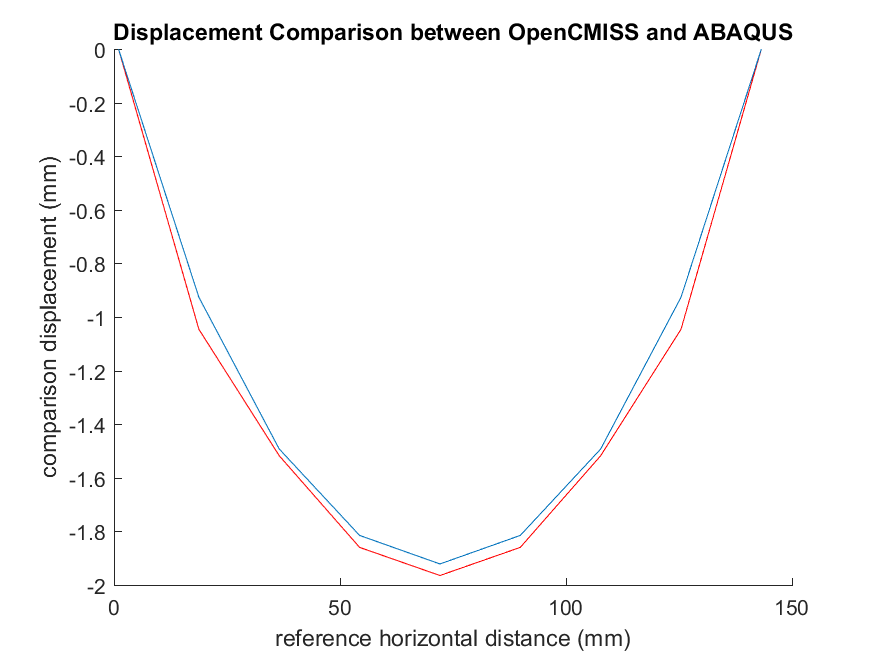 Displacement Comparison between OpenCMISS and ABAQUS
0
-0.2
-0.4
-0.6
-0.8
-1
-1.2
-1.4
-1.6
-1.8
-2
comparison displacement (mm)
0 50 100 150
reference horizontal distance (mm)